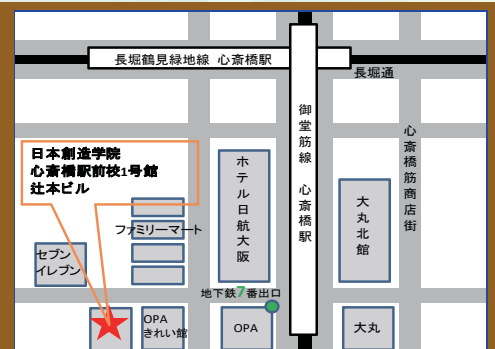 長堀鶴見緑地線 心斎橋駅
長堀通
御堂筋線 心斎橋駅
心斎橋筋商店街
日本創造学院
心斎橋駅前校1号館
辻本ビル
ホテル日航大阪
大丸北館
ファミリーマート
セブン
イレブン
地下鉄7番出口
OPA
きれい館
OPA
大丸